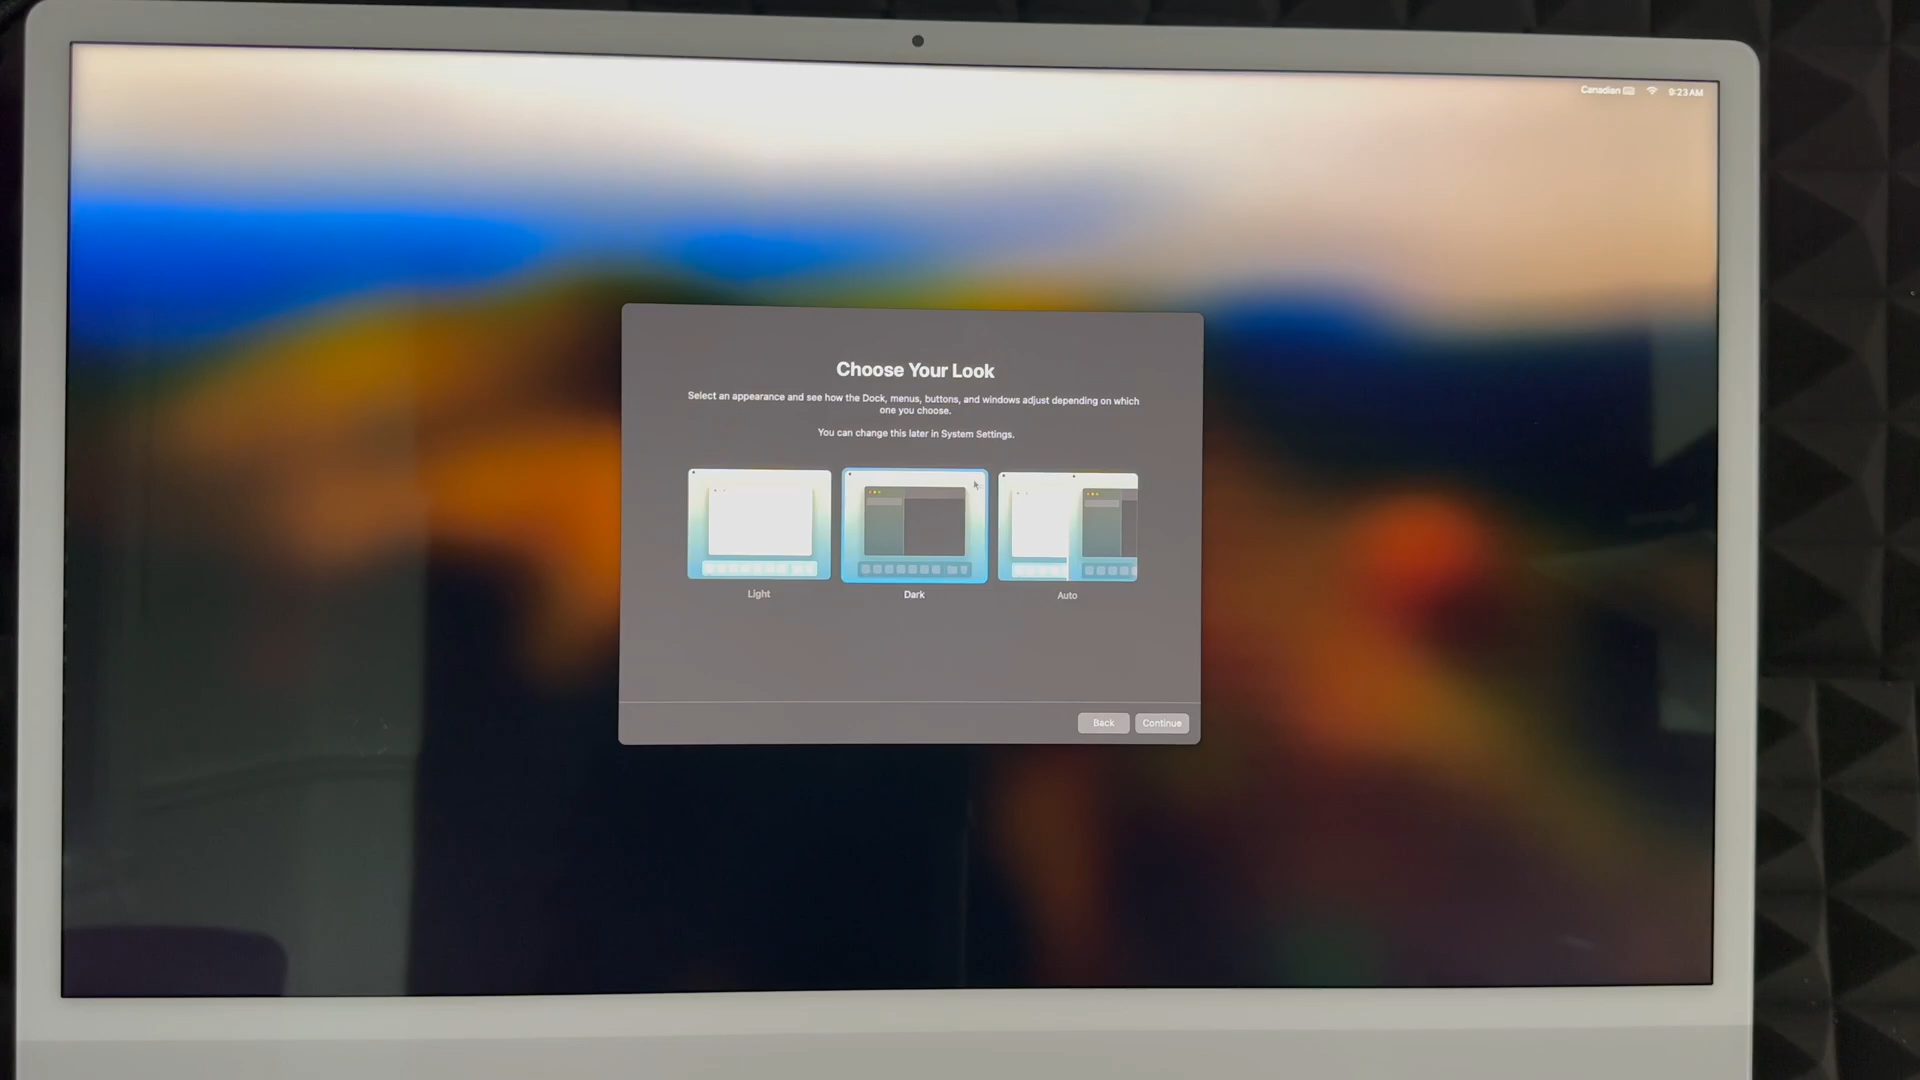 Canadian 9:23 AM
Choose Your Look
Select an appearance and see how the Dock, menus, buttons, and windows adjust depending on which
one you choose.
You can change this later in System Settings.
Light Dark Auto
Back Continue